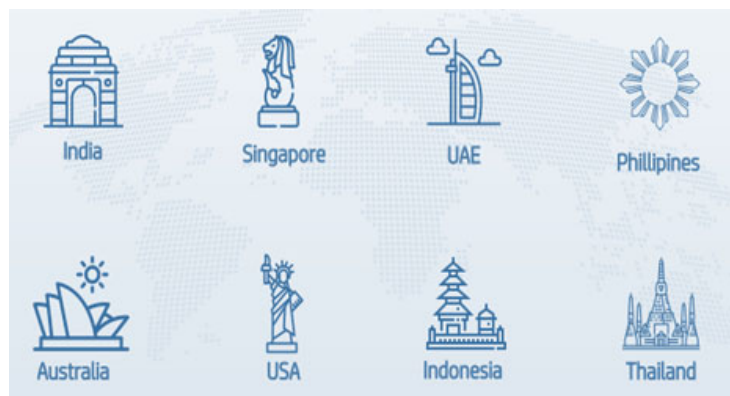 India
Singapore
UAE
Phillipines
Australia
USA
Indonesia
Thailand